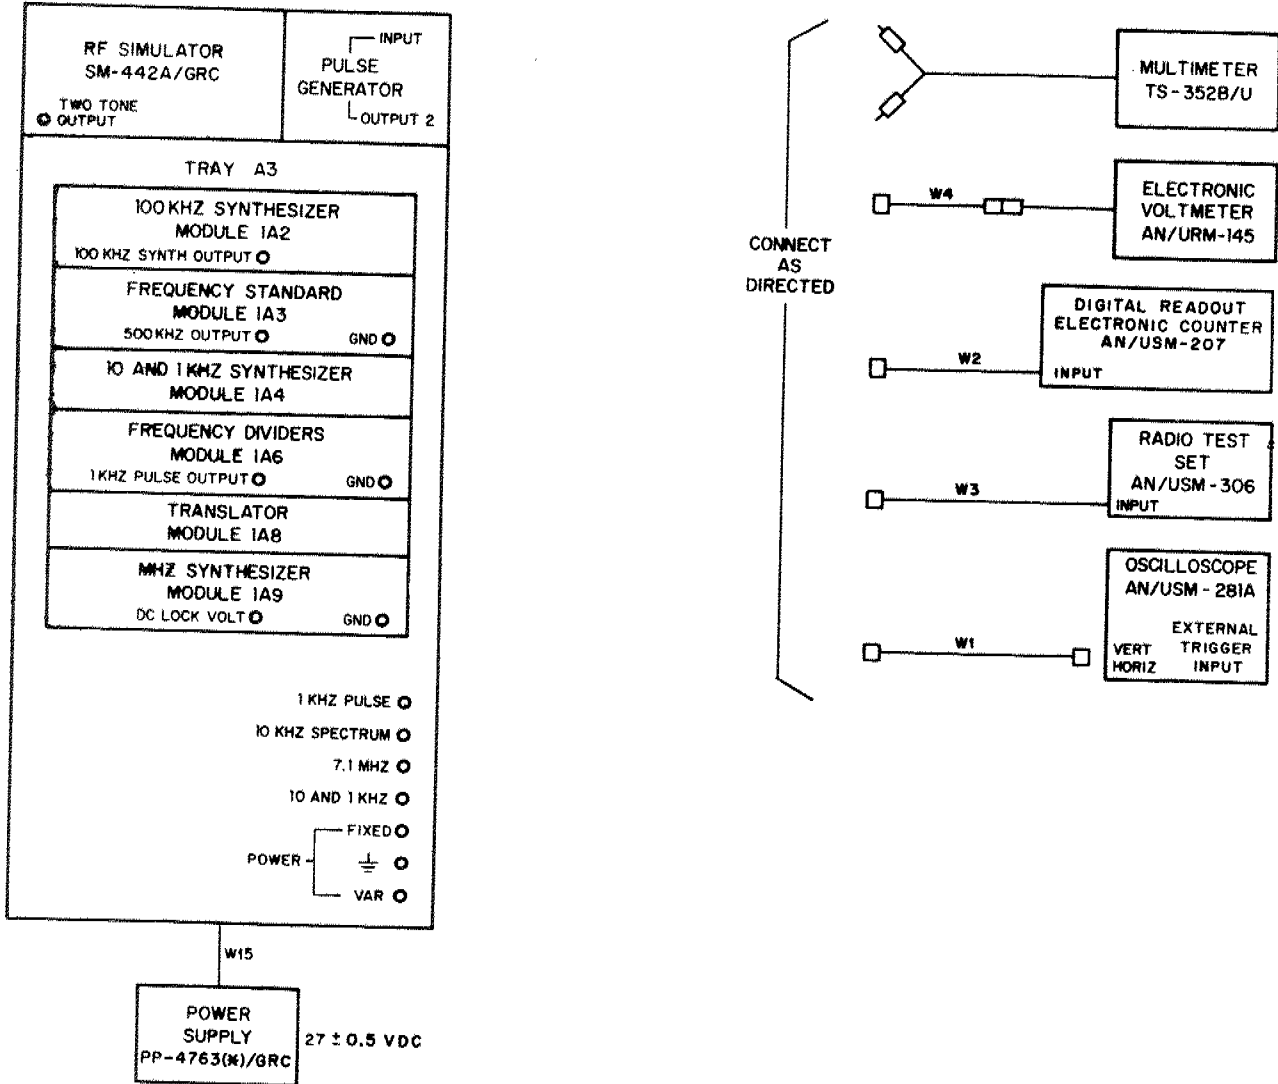 RF SIMULATOR
SM-442A/GRC
TWO TONE
OUTPUT
INPUT
PULSE
GENERATOR
OUTPUT 2
TRAY A3
100 KHZ SYNTHESIZER
MODULE 1A2
100 KHZ SYNTH OUTPUT
FREQUENCY STANDARD
MODULE 1A3
500 KHZ OUTPUT GND
10 AND 1 KHZ SYNTHESIZER
MODULE 1A4
FREQUENCY DIVIDERS
MODULE 1A6
1 KHZ PULSE OUTPUT GND
TRANSLATOR
MODULE 1A8
MHZ SYNTHESIZER
MODULE 1A9
DC LOCK VOLT GND
1 KHZ PULSE
10 KHZ SPECTRUM
7.1 MHZ
10 AND 1 KHZ
FIXED
POWER
VAR
W15
POWER
SUPPLY
PP-4763(*)/GRC
27 ± 0.5 VDC
CONNECT
AS
DIRECTED
MULTIMETER
TS-352B/U
W4
ELECTRONIC
VOLTMETER
AN/URM-145
W2
DIGITAL READOUT
ELECTRONIC COUNTER
AN/USM-207
INPUT
W3
RADIO TEST
SET
AN/USM-306
INPUT
W1
OSCILLOSCOPE
AN/USM-281A
EXTERNAL
VERT TRIGGER
HORIZ INPUT